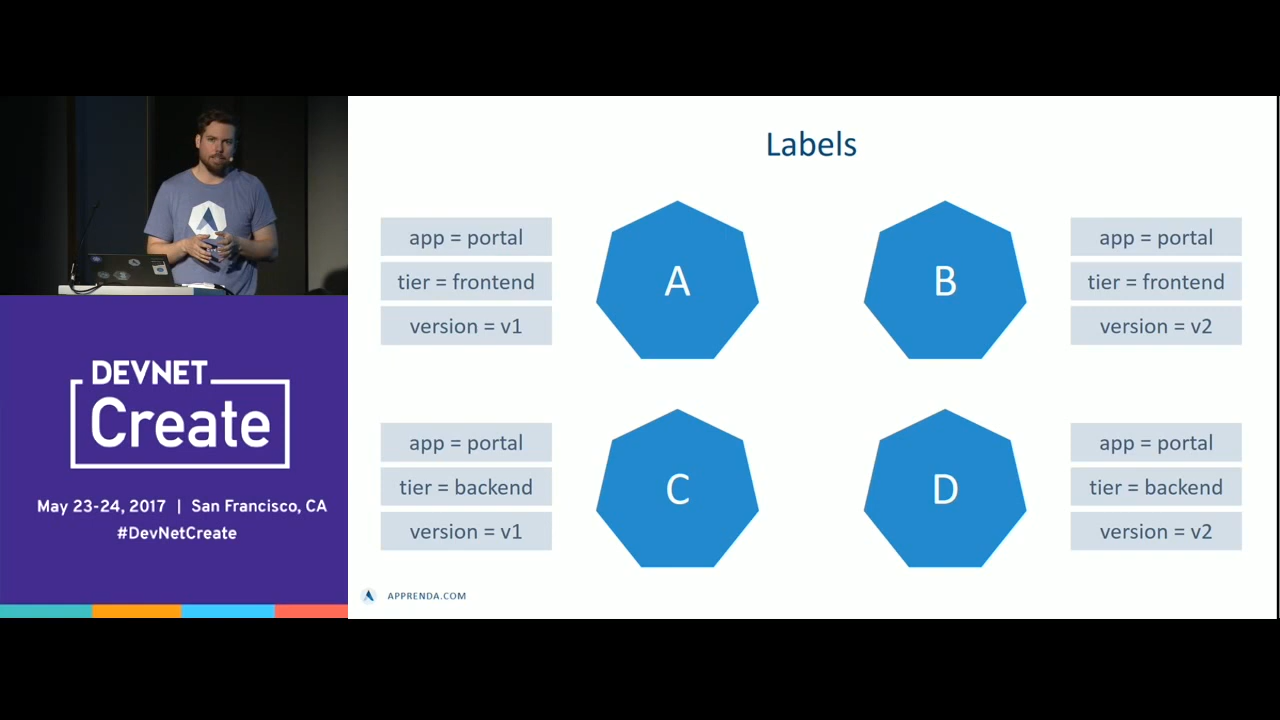 DEVNET
Create
May 23-24, 2017 | San Francisco, CA
#DevNetCreate
Labels
app = portal
tier = frontend
version = v1
A
B
app = portal
tier = frontend
version = v2
app = portal
tier = backend
version = v1
C
D
app = portal
tier = backend
version = v2
APPRENDA.COM